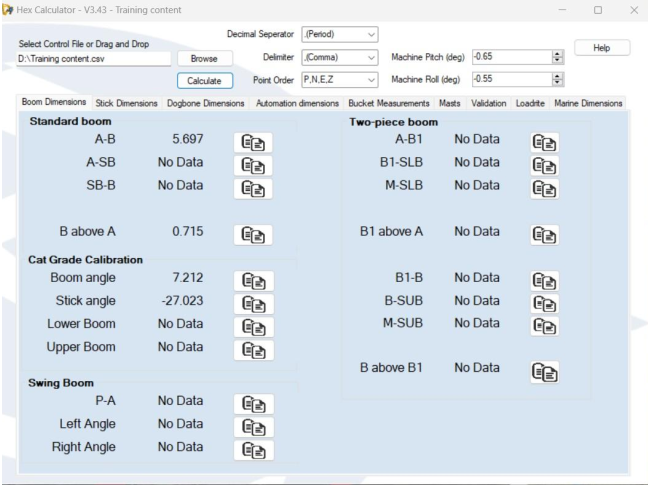 Hex Calculator - V3.43 - Training content
Decimal Seperator .(Period)
Select Control File or Drag and Drop
D:\Training content.csv Browse Delimiter .(Comma) Machine Pitch (deg) -0.65 Help
Calculate Point Order P,N,E,Z Machine Roll (deg) -0.55
Boom Dimensions Stick Dimensions Dogbone Dimensions Automation dimensions Bucket Measurements Masts Validation Loadrite Marine Dimensions
Standard boom Two-piece boom
A-B 5.697 A-B1 No Data
A-SB No Data B1-SLB No Data
SB-B No Data M-SLB No Data
B above A 0.715 B1 above A No Data
Cat Grade Calibration
Boom angle 7.212 B1-B No Data
Stick angle -27.023 B-SUB No Data
Lower Boom No Data M-SUB No Data
Upper Boom No Data
B above B1 No Data
Swing Boom
P-A No Data
Left Angle No Data
Right Angle No Data